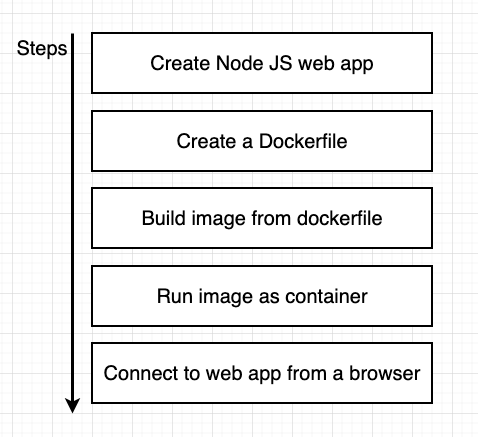 Steps
Create Node JS web app
Create a Dockerfile
Build image from dockerfile
Run image as container
Connect to web app from a browser